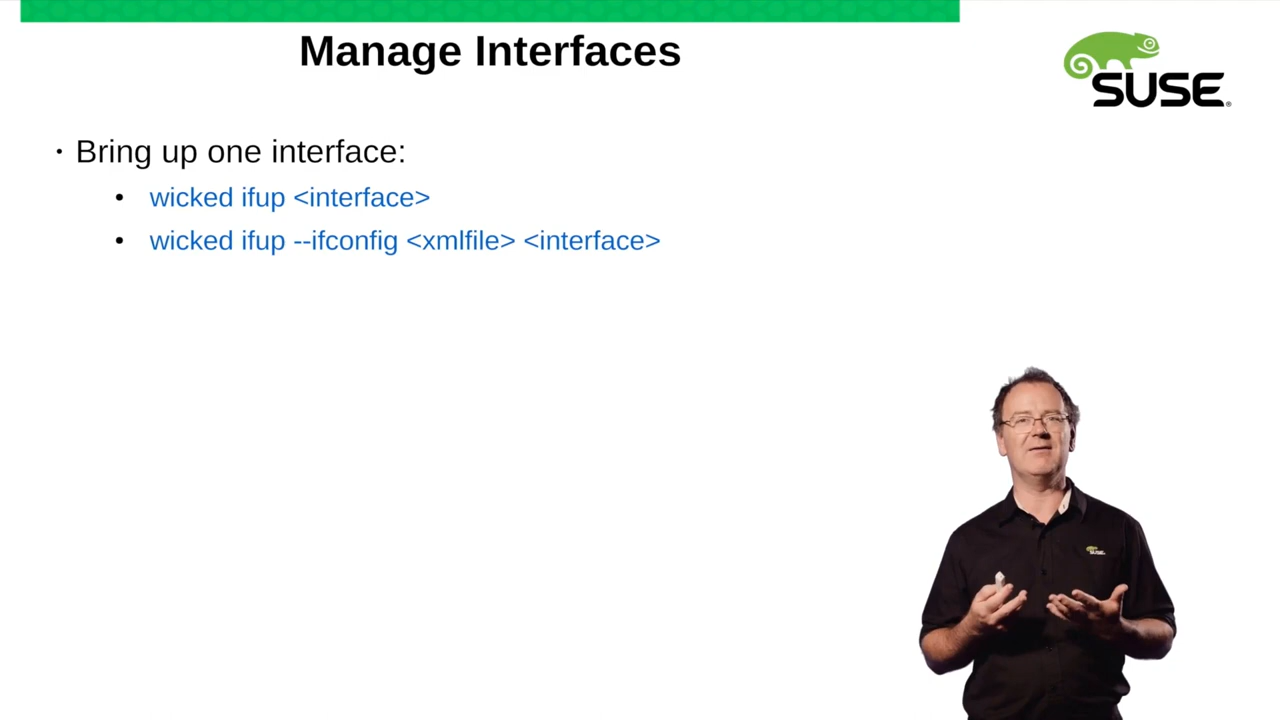 Manage Interfaces
SUSE
· Bring up one interface:
• wicked ifup <interface>
• wicked ifup --ifconfig <xmlfile> <interface>